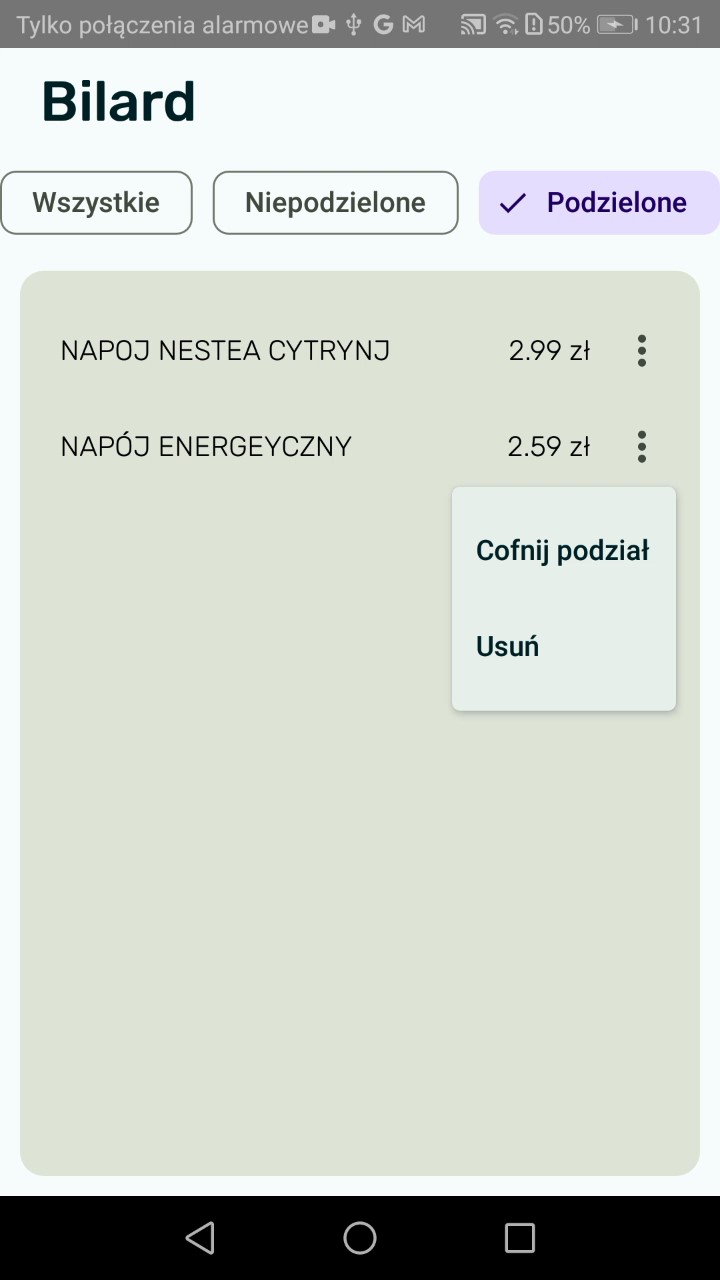 Tylko połączenia alarmowe 50% 10:31
Bilard
Wszystkie Niepodzielone Podzielone
NAPOJ NESTEA CYTRYNJ 2.99 zł
NAPÓJ ENERGEYCZNY 2.59 zł
Cofnij podział
Usuń